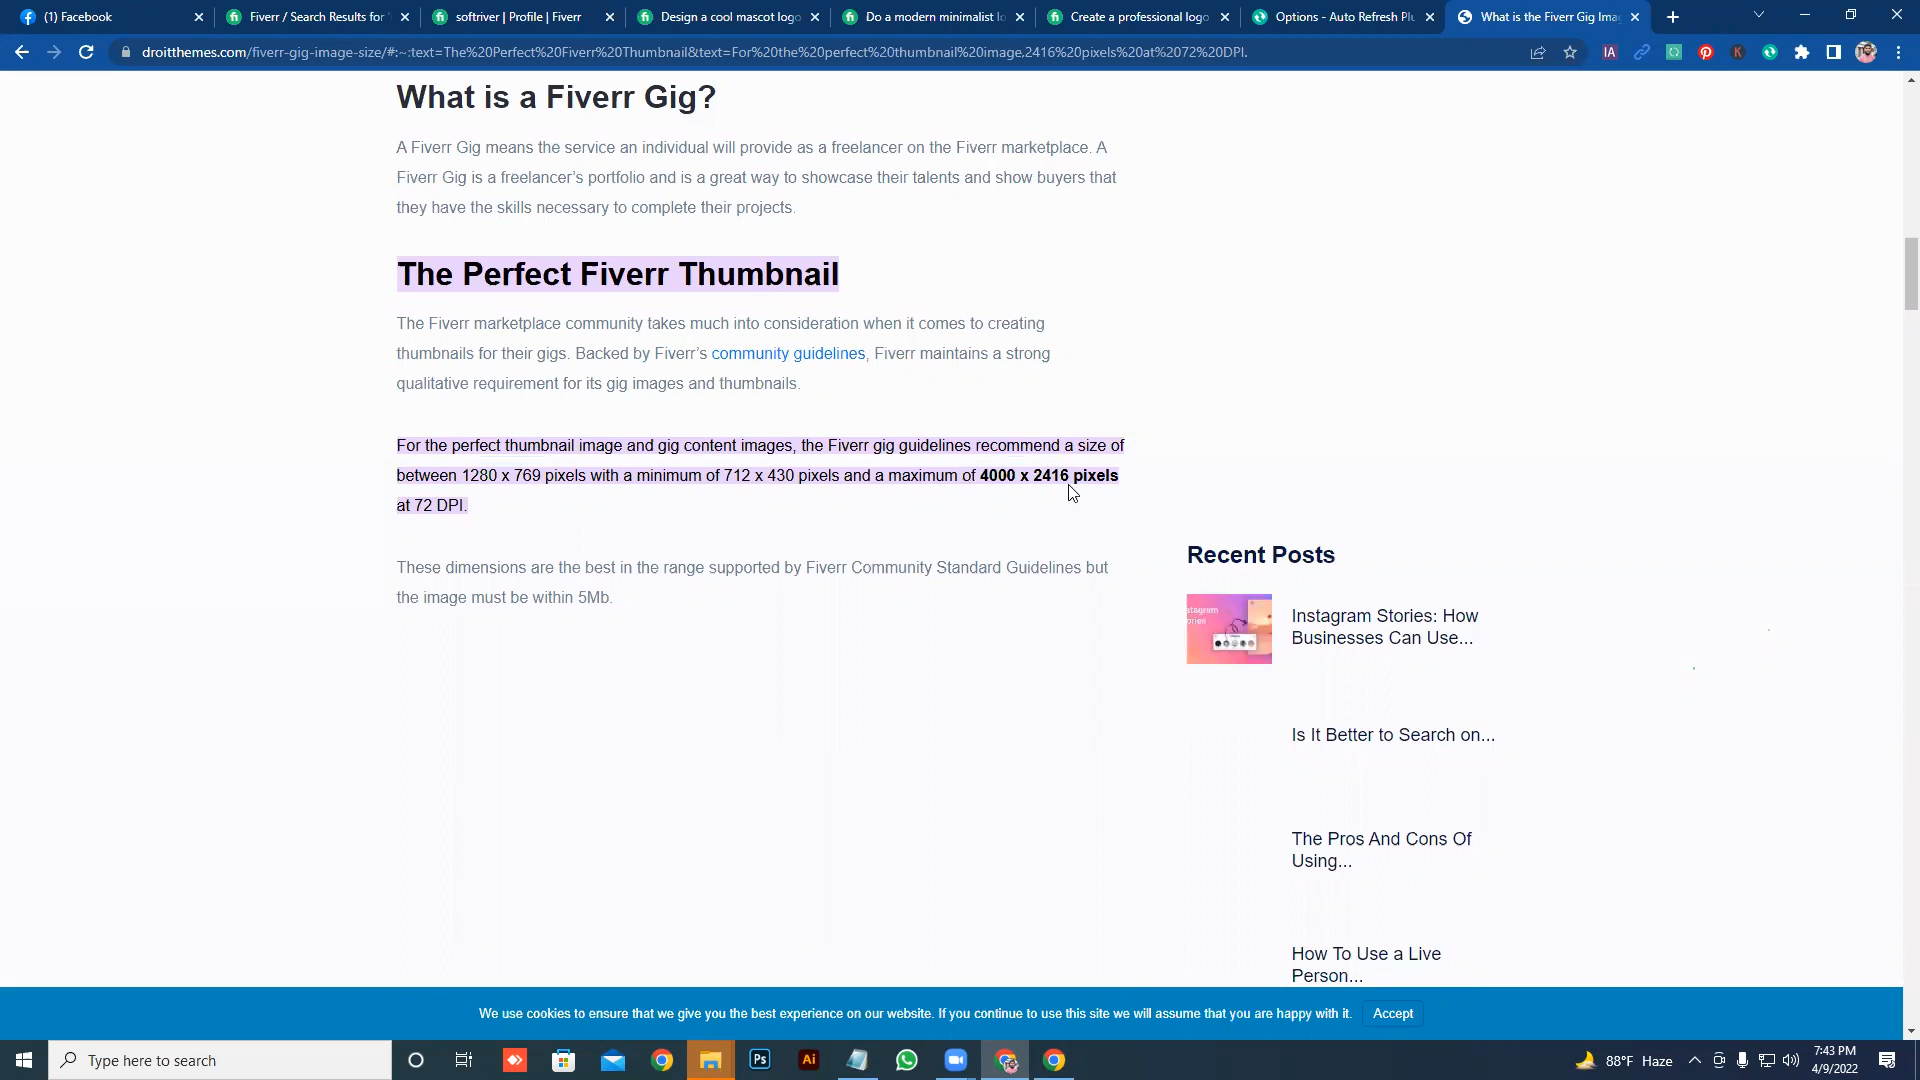 (1) Facebook
Fiverr / Search Results for
softriver | Profile | Fiverr
Design a cool mascot logo
Do a modern minimalist lo
Create a professional logo
Options - Auto Refresh Plu
What is the Fiverr Gig Imag
droitthemes.com/fiverr-gig-image-size/#:~:text=The%20Perfect%20Fiverr%20Thumbnail&text=For%20the%20perfect%20thumbnail%20image,2416%20pixels%20at%2072%20DPI.
What is a Fiverr Gig?
A Fiverr Gig means the service an individual will provide as a freelancer on the Fiverr marketplace. A
Fiverr Gig is a freelancer's portfolio and is a great way to showcase their talents and show buyers that
they have the skills necessary to complete their projects.
The Perfect Fiverr Thumbnail
The Fiverr marketplace community takes much into consideration when it comes to creating
thumbnails for their gigs. Backed by Fiverr's community guidelines, Fiverr maintains a strong
qualitative requirement for its gig images and thumbnails.
For the perfect thumbnail image and gig content images, the Fiverr gig guidelines recommend a size of
between 1280 x 769 pixels with a minimum of 712 x 430 pixels and a maximum of 4000 x 2416 pixels
at 72 DPI.
These dimensions are the best in the range supported by Fiverr Community Standard Guidelines but
the image must be within 5Mb.
Recent Posts
Instagram Stories: How
Businesses Can Use...
Is It Better to Search on...
The Pros And Cons Of
Using...
How To Use a Live
Person...
We use cookies to ensure that we give you the best experience on our website. If you continue to use this site we will assume that you are happy with it.
Accept
Type here to search
Ps
Ai
88°F Haze
7:43 PM
4/9/2022